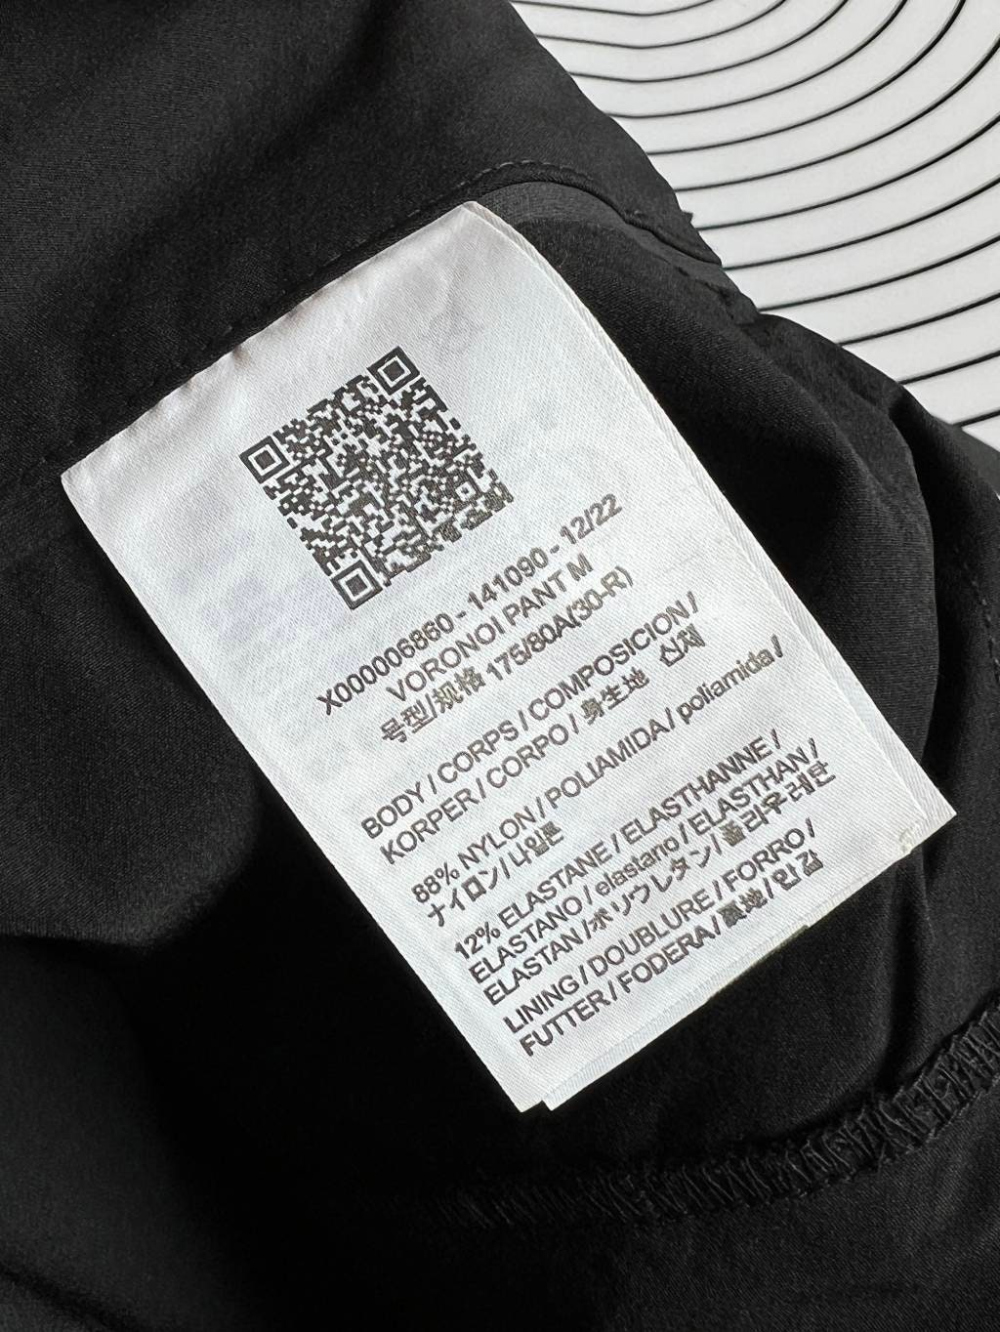 X000006860 - 141090 - 12/22
VORONOI PANT M
号型/规格 175/80A(30-R)
BODY / CORPS / COMPOSICION /
KORPER / CORPO / 身生地 신제
88% NYLON / POLIAMIDA / poliamida /
ナイロン / 나일론
12% ELASTANE / ELASTHANNE /
ELASTANO / elastano / ELASTHAN /
ELASTAN /ポリウレタン/ 폴리우레탄
LINING / DOUBLURE / FORRO /
FUTTER / FODERA / 裏地 / 안감